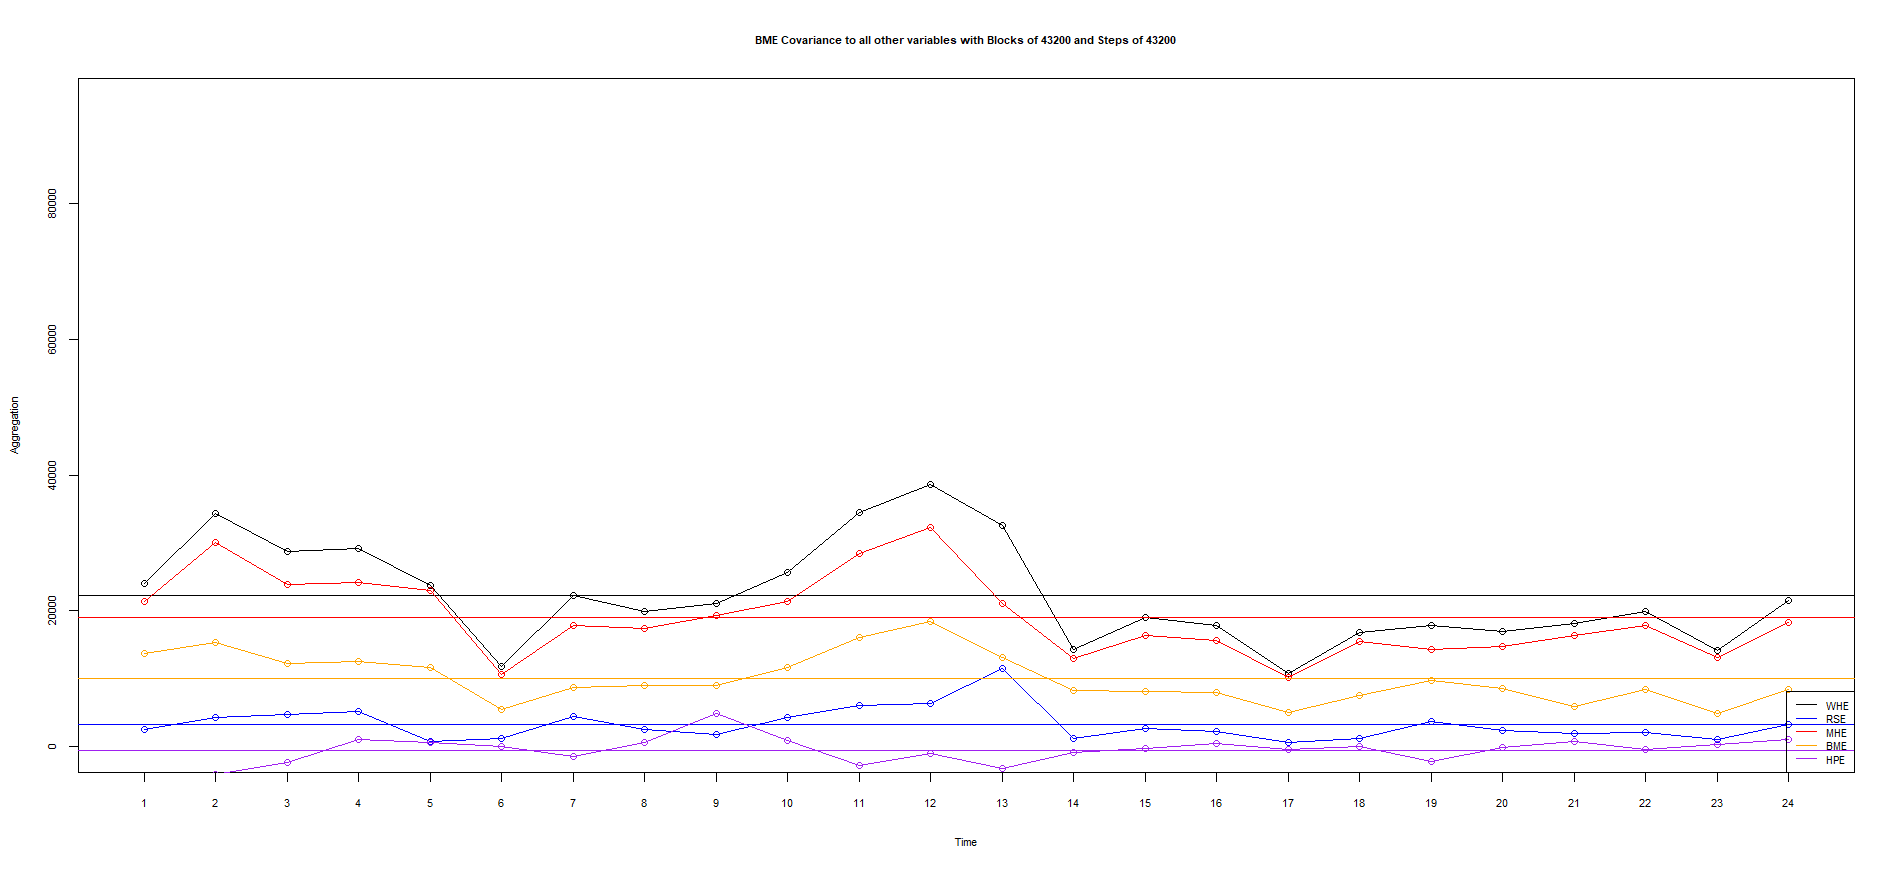 BME Covariance to all other variables with Blocks of 43200 and Steps of 43200
Aggregation
80000
60000
40000
20000
0
WHE
RSE
MHE
BME
HPE
1 2 3 4 5 6 7 8 9 10 11 12 13 14 15 16 17 18 19 20 21 22 23 24
Time